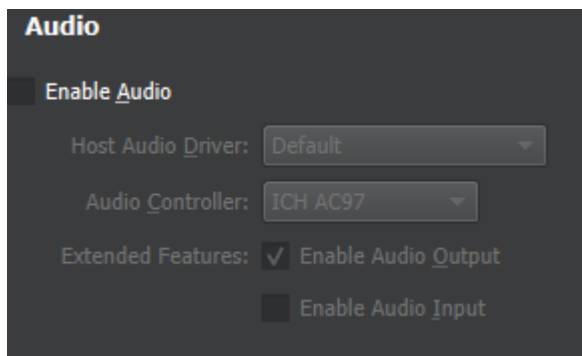 Audio
Enable Audio
Host Audio Driver: Default
Audio Controller: ICH AC97
Extended Features: Enable Audio Output
Enable Audio Input